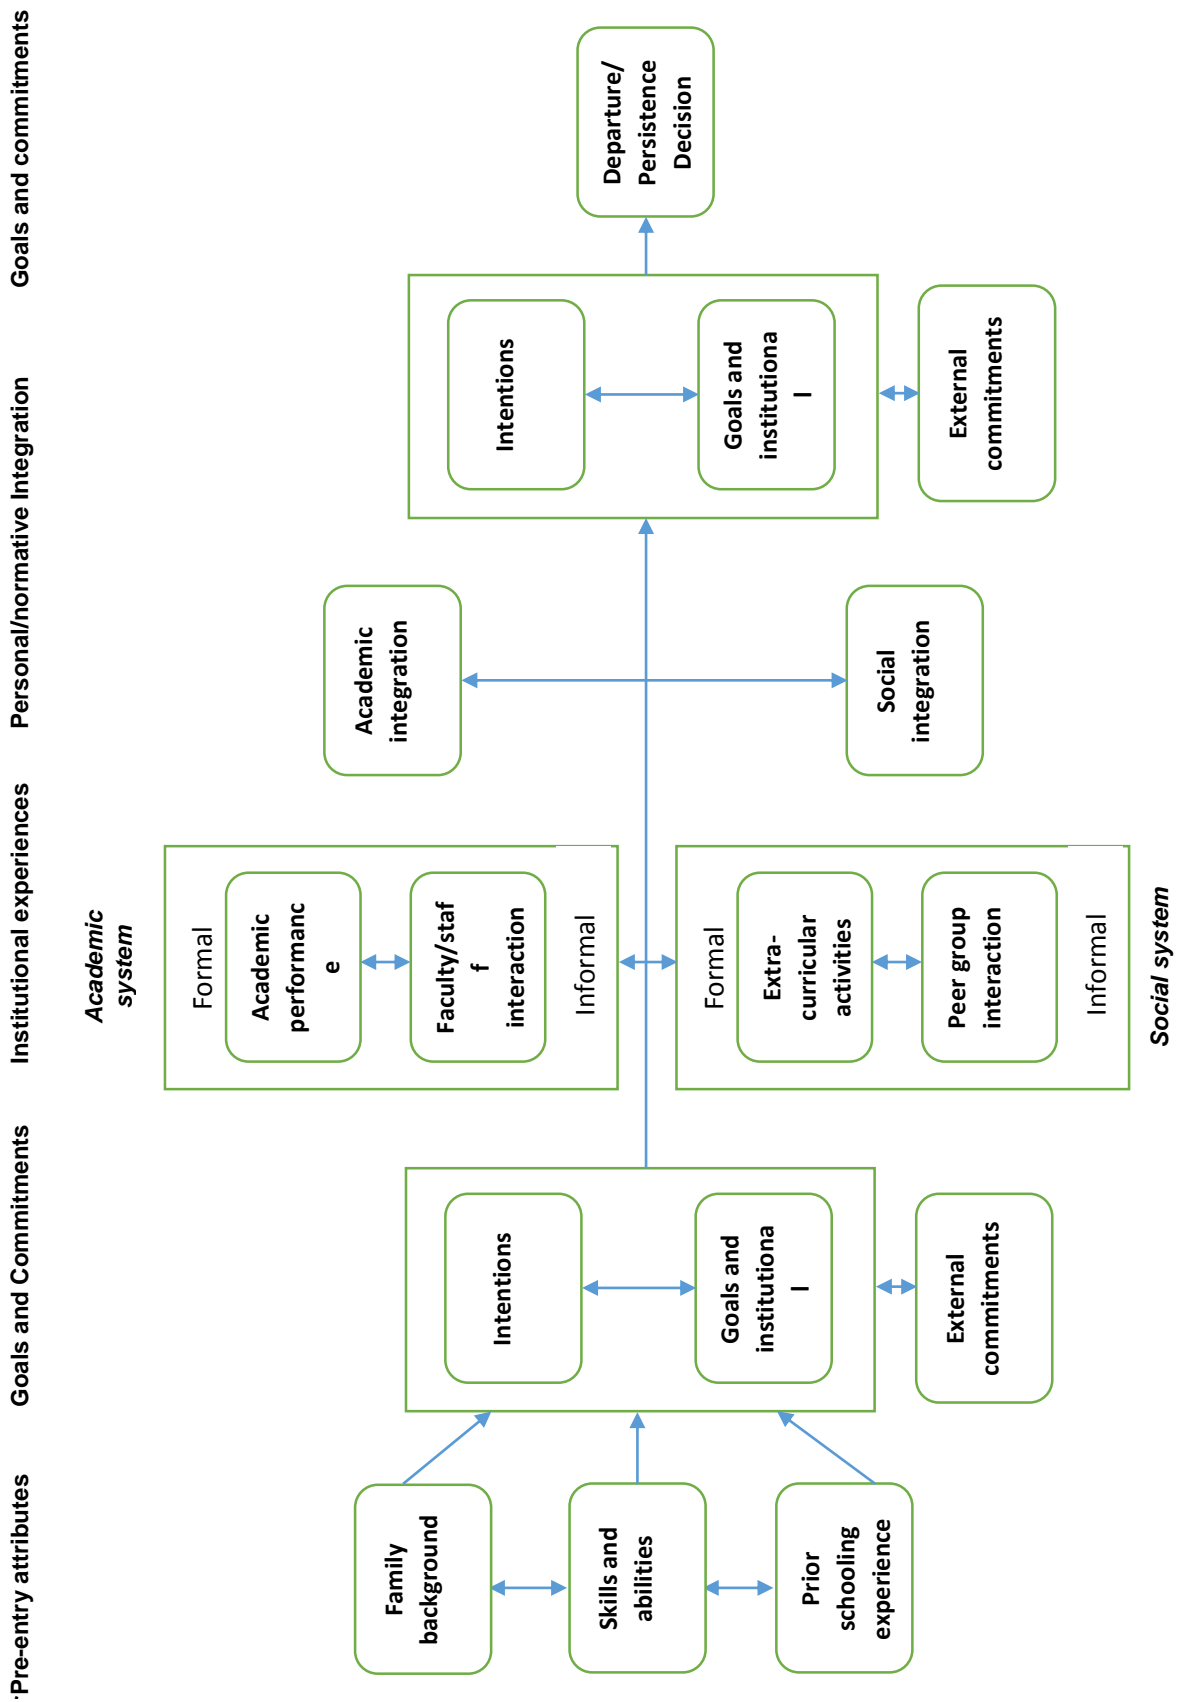 Pre-entry attributes
Goals and Commitments
Institutional experiences
Personal/normative Integration
Goals and commitments
Family
background
Skills and
abilities
Prior
schooling
experience
Intentions
Goals and
institutiona
l
External
commitments
Academic
system
Formal
Academic
performanc
e
Faculty/staf
f
interaction
Informal
Formal
Extra-
curricular
activities
Peer group
interaction
Informal
Social system
Academic
integration
Social
integration
Intentions
Goals and
institutiona
l
External
commitments
Departure/
Persistence
Decision